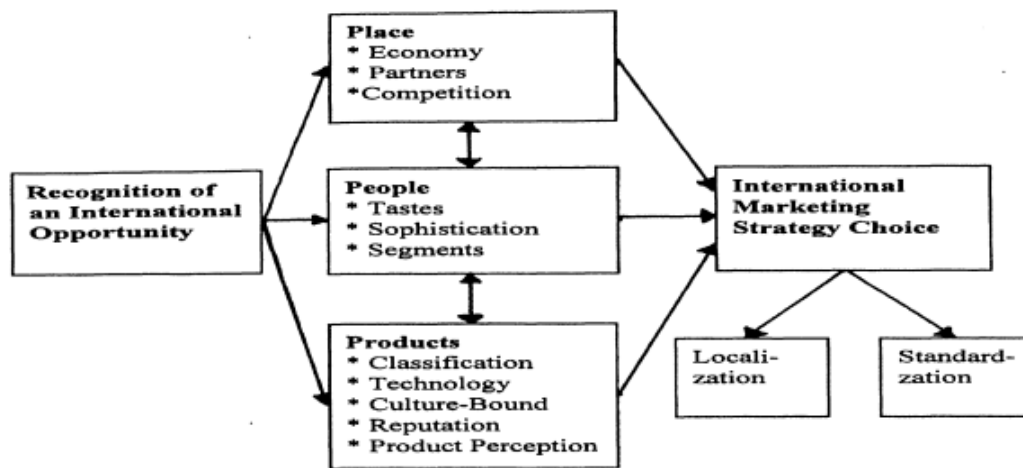 Place
* Economy
* Partners
*Competition
Recognition of
an International
Opportunity
People
* Tastes
* Sophistication
* Segments
International
Marketing
Strategy Choice
Products
* Classification
* Technology
* Culture-Bound
* Reputation
* Product Perception
Locali-
zation
Standard-
zation